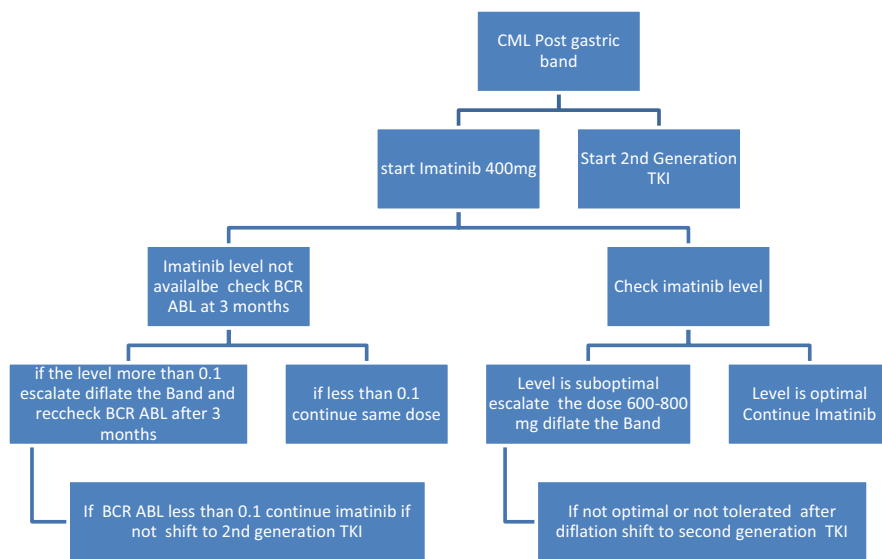 CML Post gastric
band
start Imatinib 400mg
Start 2nd Generation
TKI
Imatinib level not
availalbe check BCR
ABL at 3 months
Check imatinib level
if the level more than 0.1
escalate diflate the Band and
reccheck BCR ABL after 3
months
if less than 0.1
continue same dose
Level is suboptimal
escalate the dose 600-800
mg diflate the Band
Level is optimal
Continue Imatinib
If BCR ABL less than 0.1 continue imatinib if
not shift to 2nd generation TKI
If not optimal or not tolerated after
diflation shift to second generation TKI